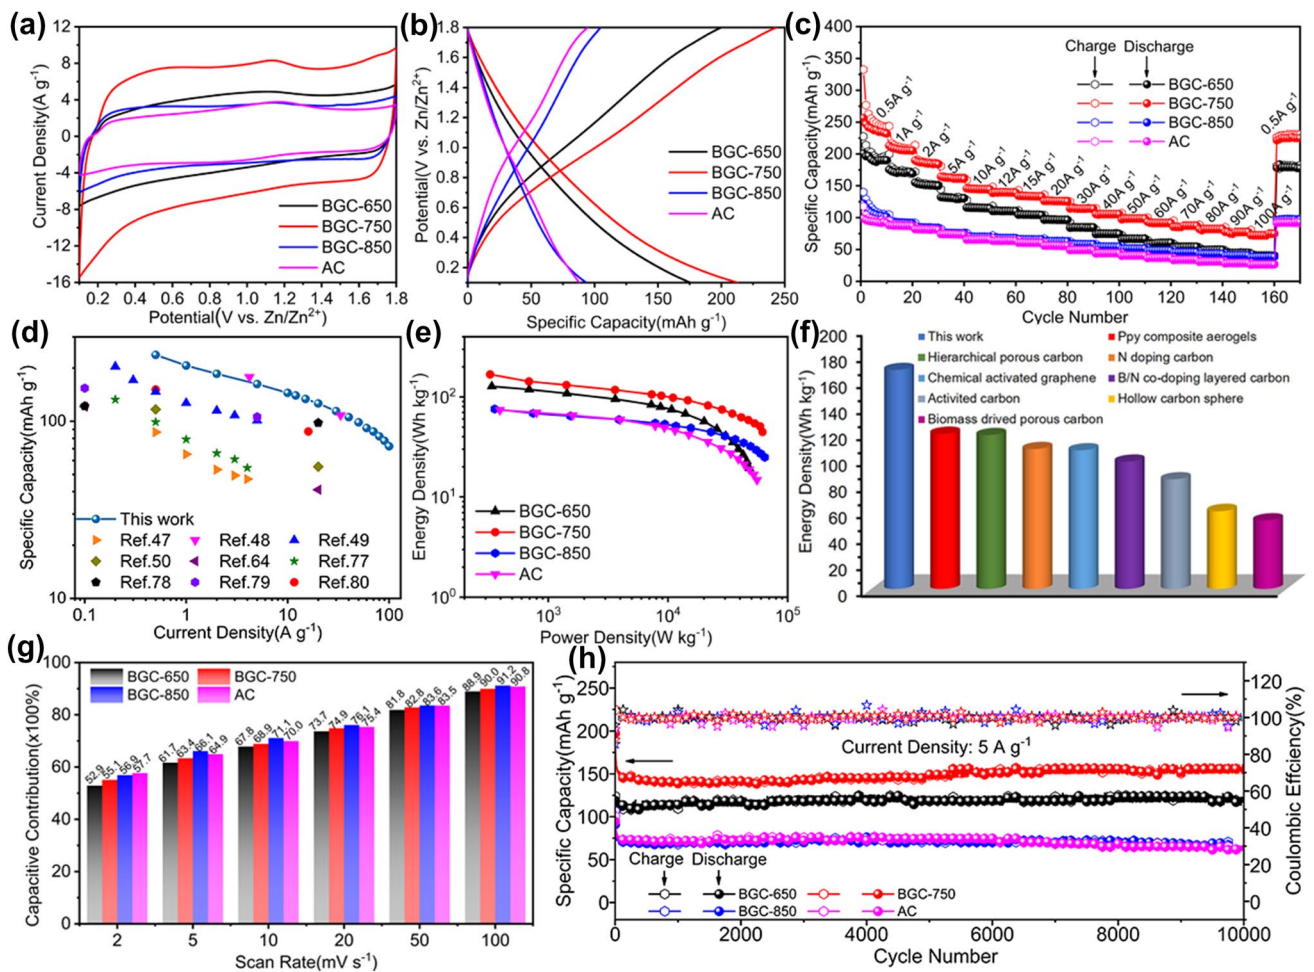 (a)
12
8
4
0
-4
-8
-12
-16
Current Density(A g⁻¹)
0.2 0.4 0.6 0.8 1.0 1.2 1.4 1.6 1.8
Potential(V vs. Zn/Zn²⁺)
BGC-650
BGC-750
BGC-850
AC
(b)
1.8
1.6
1.4
1.2
1.0
0.8
0.6
0.4
0.2
Potential(V vs. Zn/Zn²⁺)
0 50 100 150 200 250
Specific Capacity(mAh g⁻¹)
BGC-650
BGC-750
BGC-850
AC
(c)
400
350
300
250
200
150
100
50
0
Specific Capacity(mAh g⁻¹)
0 20 40 60 80 100 120 140 160
Cycle Number
Charge Discharge
BGC-650
BGC-750
BGC-850
AC
0.5A g⁻¹
1A g⁻¹
2A g⁻¹
5A g⁻¹
10A g⁻¹
12A g⁻¹
15A g⁻¹
20A g⁻¹
30A g⁻¹
40A g⁻¹
50A g⁻¹
60A g⁻¹
70A g⁻¹
80A g⁻¹
90A g⁻¹
100A g⁻¹
0.5A g⁻¹
(d)
100
10
Specific Capacity(mAh g⁻¹)
0.1 1 10 100
Current Density(A g⁻¹)
This work
Ref.47 Ref.48 Ref.49
Ref.50 Ref.64 Ref.77
Ref.78 Ref.79 Ref.80
(e)
10²
10¹
10⁰
Energy Density(Wh kg⁻¹)
10³ 10⁴ 10⁵
Power Density(W kg⁻¹)
BGC-650
BGC-750
BGC-850
AC
(f)
200
180
160
140
120
100
80
60
40
20
0
Energy Density(Wh kg⁻¹)
This work Ppy composite aerogels
Hierarchical porous carbon N doping carbon
Chemical activated graphene B/N co-doping layered carbon
Activited carbon Hollow carbon sphere
Biomass drived porous carbon
(g)
100
80
60
40
20
0
Capacitive Contribution(x100%)
BGC-650 BGC-750
BGC-850 AC
52.9 55.1 56.9 57.7
61.7 63.4 66.1 64.9
67.8 68.9 71.1 70.0
73.7 74.9 76.1 75.4
81.8 82.8 83.6 83.5
88.9 90.0 91.2 90.8
2 5 10 20 50 100
Scan Rate(mV s⁻¹)
(h)
250
200
150
100
50
0
Specific Capacity(mAh g⁻¹)
120
100
80
60
40
20
0
Coulombic Efficiency(%)
Current Density: 5 A g⁻¹
Charge Discharge
BGC-650 BGC-750
BGC-850 AC
0 2000 4000 6000 8000 10000
Cycle Number